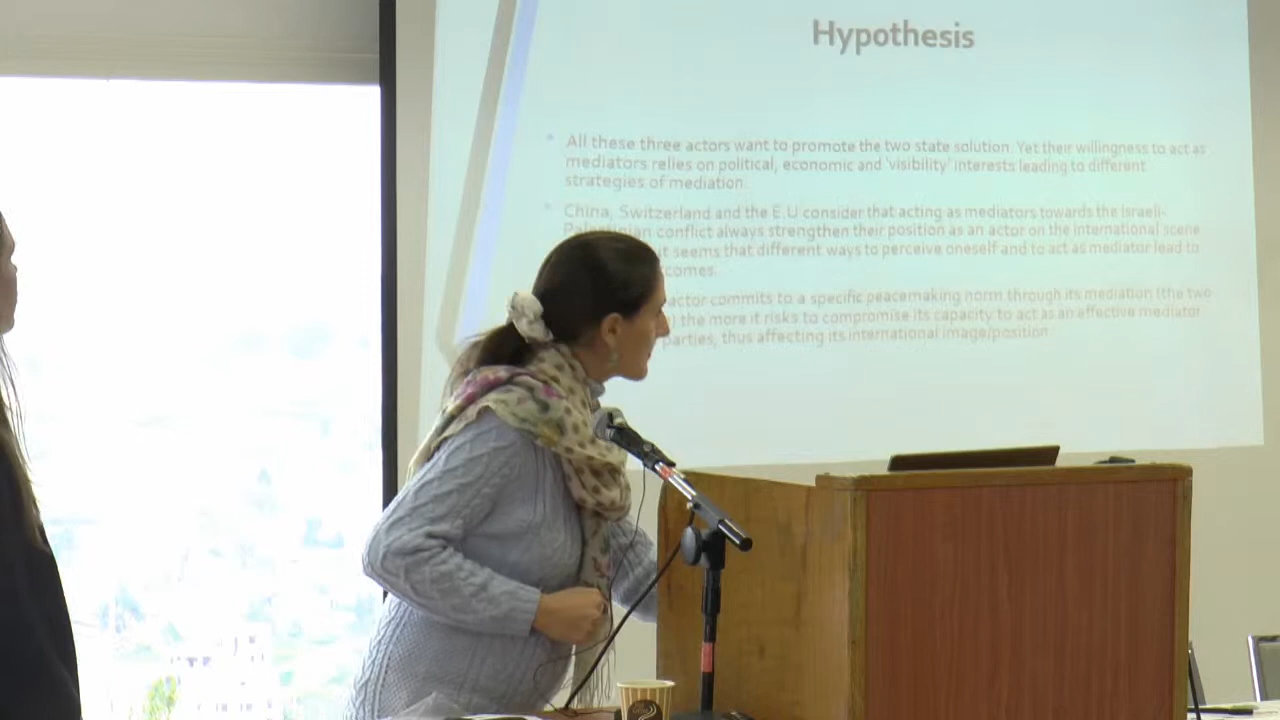 Hypothesis
All these three actors want to promote the two state solution. Yet their willingness to act as
mediators relies on political, economic and 'visibility' interests leading to different
strategies of mediation.
China, Switzerland and the E.U consider that acting as mediators towards the Israeli-
conflict always strengthen their position as an actor on the international scene
it seems that different ways to perceive oneself and to act as mediator lead to
comes.
actor commits to a specific peacemaking norm through its mediation (the two
) the more it risks to compromise its capacity to act as an effective mediator
parties, thus affecting its international image/position.